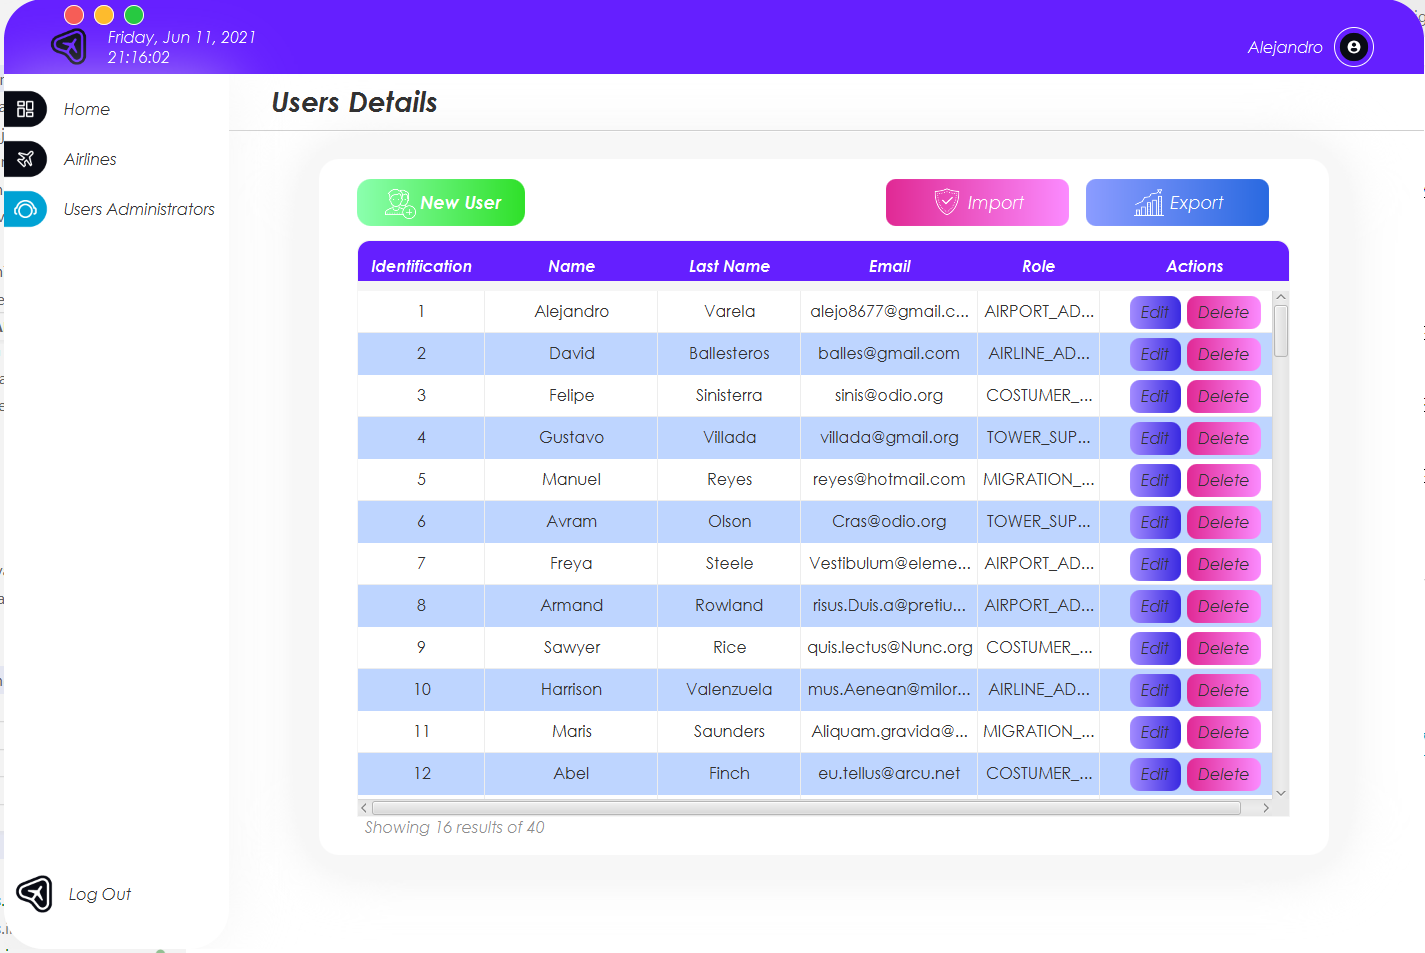 Friday, Jun 11, 2021
21:16:02
Alejandro
Home
Airlines
Users Administrators
Log Out
Users Details
New User
Import
Export
Identification Name Last Name Email Role Actions
1 Alejandro Varela alejo8677@gmail.c... AIRPORT_AD... Edit Delete
2 David Ballesteros balles@gmail.com AIRLINE_AD... Edit Delete
3 Felipe Sinisterra sinis@odio.org COSTUMER_... Edit Delete
4 Gustavo Villada villada@gmail.org TOWER_SUP... Edit Delete
5 Manuel Reyes reyes@hotmail.com MIGRATION_... Edit Delete
6 Avram Olson Cras@odio.org TOWER_SUP... Edit Delete
7 Freya Steele Vestibulum@eleme... AIRPORT_AD... Edit Delete
8 Armand Rowland risus.Duis.a@pretiu... AIRPORT_AD... Edit Delete
9 Sawyer Rice quis.lectus@Nunc.org COSTUMER_... Edit Delete
10 Harrison Valenzuela mus.Aenean@milor... AIRLINE_AD... Edit Delete
11 Maris Saunders Aliquam.gravida@... MIGRATION_... Edit Delete
12 Abel Finch eu.tellus@arcu.net COSTUMER_... Edit Delete
Showing 16 results of 40